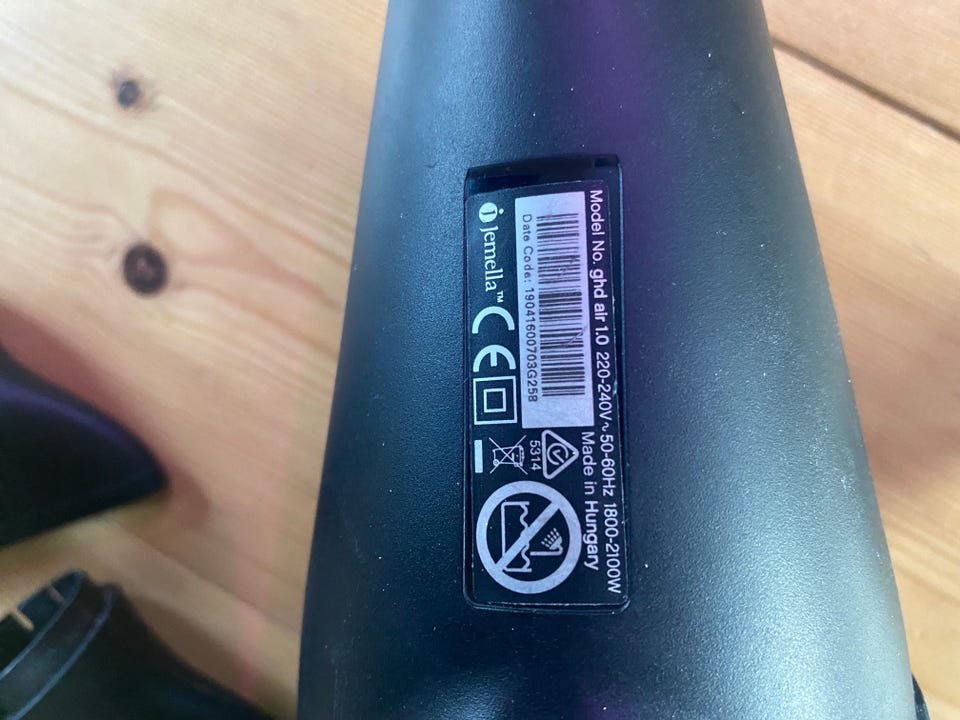 Model No. ghd air 1.0 220-240V~50-60Hz 1800-2100W
Made in Hungary
Date Code: 19041600703G258
5314
Jemella™ CE